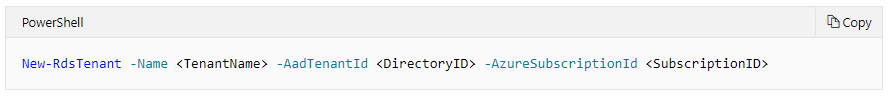 PowerShell
Copy
New-RdsTenant -Name <TenantName> -AadTenantId <DirectoryID> -AzureSubscriptionId <SubscriptionID>